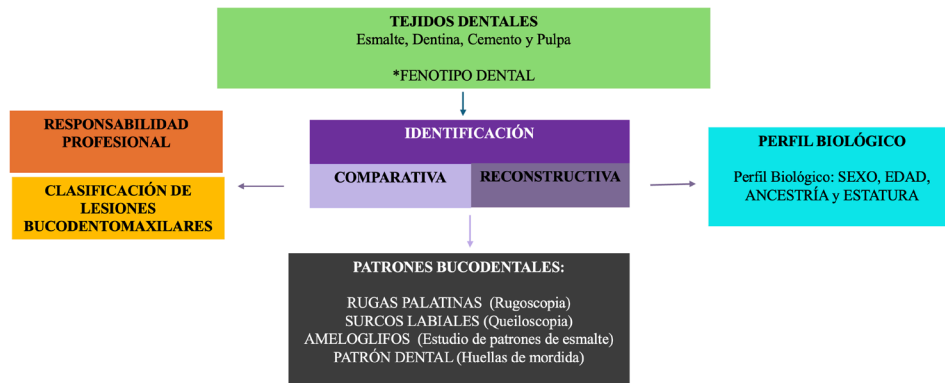 TEJIDOS DENTALES
Esmalte, Dentina, Cemento y Pulpa
*FENOTIPO DENTAL
RESPONSABILIDAD
PROFESIONAL
CLASIFICACIÓN DE
LESIONES
BUCODENTOMAXILARES
IDENTIFICACIÓN
COMPARATIVA
RECONSTRUCTIVA
PERFIL BIOLÓGICO
Perfil Biológico: SEXO, EDAD,
ANCESTRÍA y ESTATURA
PATRONES BUCODENTALES:
RUGAS PALATINAS (Rugoscopia)
SURCOS LABIALES (Queiloscopia)
AMELOGLIFOS (Estudio de patrones de esmalte)
PATRÓN DENTAL (Huellas de mordida)